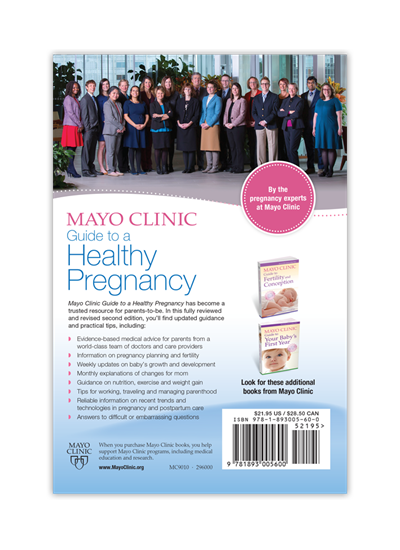 By the
pregnancy experts
at Mayo Clinic
MAYO CLINIC
Guide to a
Healthy
Pregnancy
Mayo Clinic Guide to a Healthy Pregnancy has become a
trusted resource for parents-to-be. In this fully reviewed
and revised second edition, you'll find updated guidance
and practical tips, including:
Evidence-based medical advice for parents from a
world-class team of doctors and care providers
Information on pregnancy planning and fertility
Weekly updates on baby's growth and development
Monthly explanations of changes for mom
Guidance on nutrition, exercise and weight gain
Tips for working, traveling and managing parenthood
Reliable information on recent trends and
technologies in pregnancy and postpartum care
Answers to difficult or embarrassing questions
MAYO CLINIC
Guide to
Fertility and
Conception
MAYO CLINIC
Guide to
Your Baby's
First Year
Look for these additional
books from Mayo Clinic
$21.95 US / $28.50 CAN
ISBN 978-1-893005-60-0
52195>
9 781893 005600 >
MAYO
CLINIC
When you purchase Mayo Clinic books, you help
support Mayo Clinic programs, including medical
education and research.
www.MayoClinic.org
MC9010 · 296000